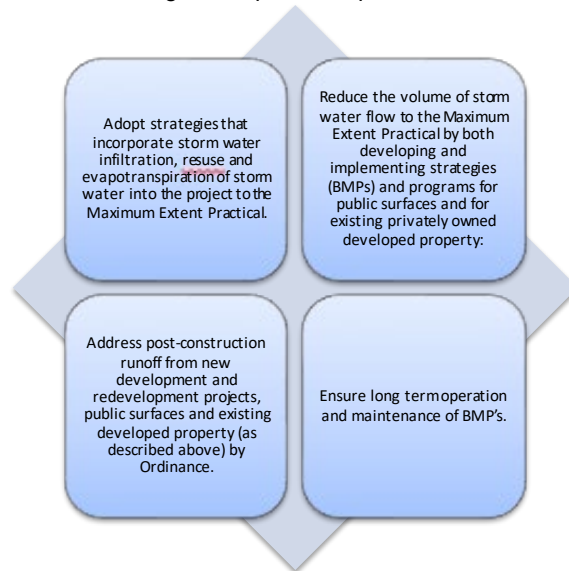 Adopt strategies that
incorporate storm water
infiltration, resuse and
evapotranspiration of storm
water into the project to the
Maximum Extent Practical.
Reduce the volume of storm
water flow to the Maximum
Extent Practical by both
developing and
implementing strategies
(BMPs) and programs for
public surfaces and for
existing privately owned
developed property:
Address post-construction
runoff from new
development and
redevelopment projects,
public surfaces and existing
developed property (as
described above) by
Ordinance.
Ensure long term operation
and maintenance of BMP's.